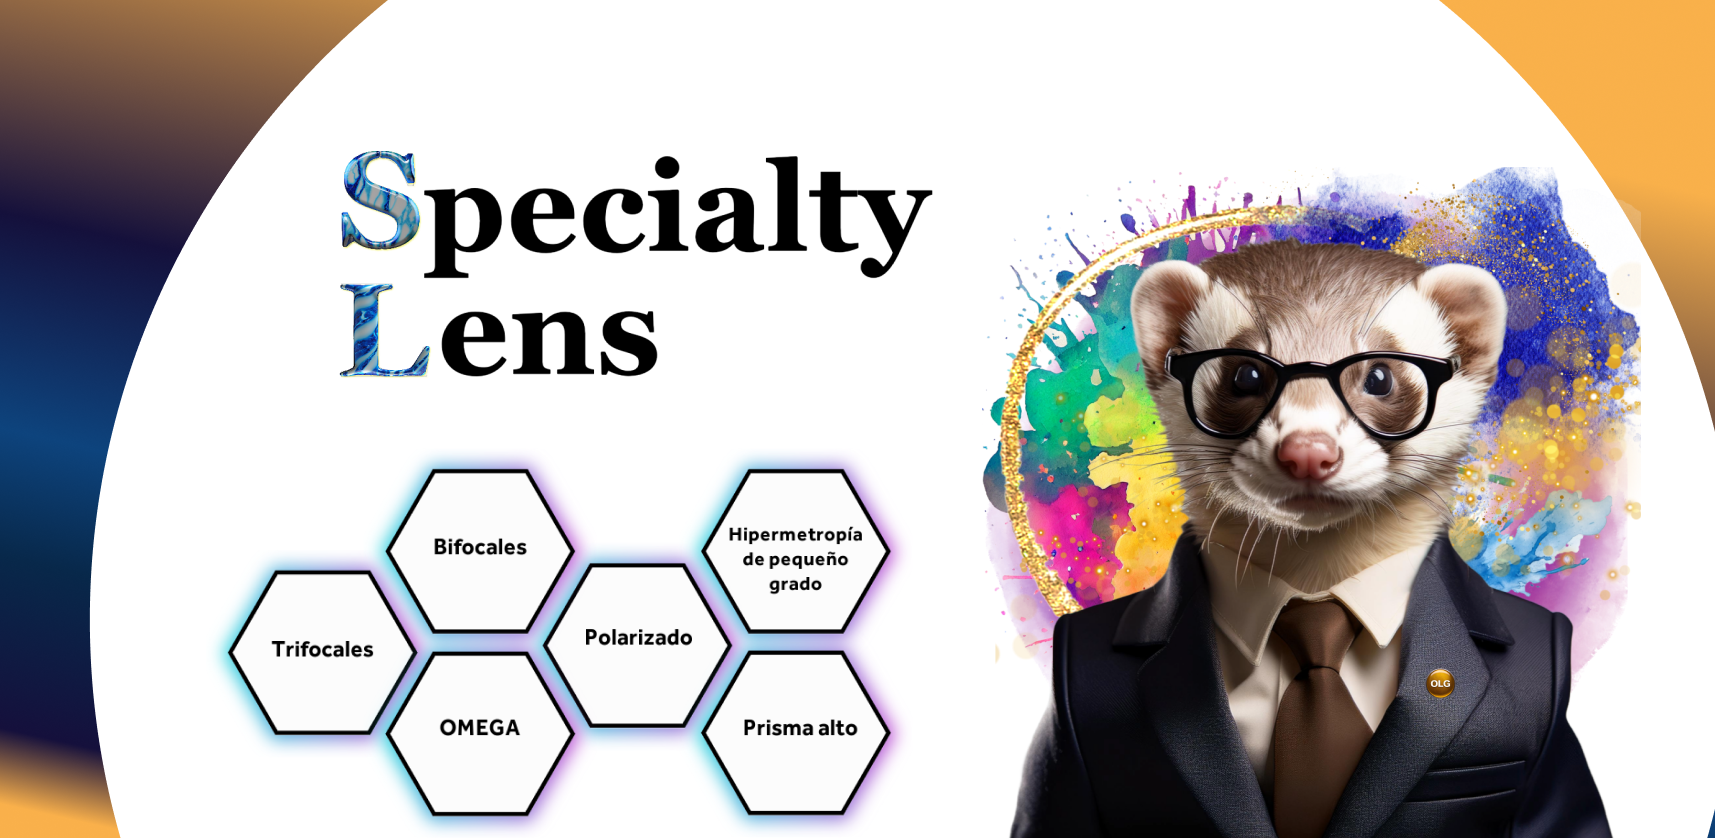 Specialty
Lens
Bifocales
Hipermetropía
de pequeño
grado
Trifocales
Polarizado
OMEGA
Prisma alto
OLG